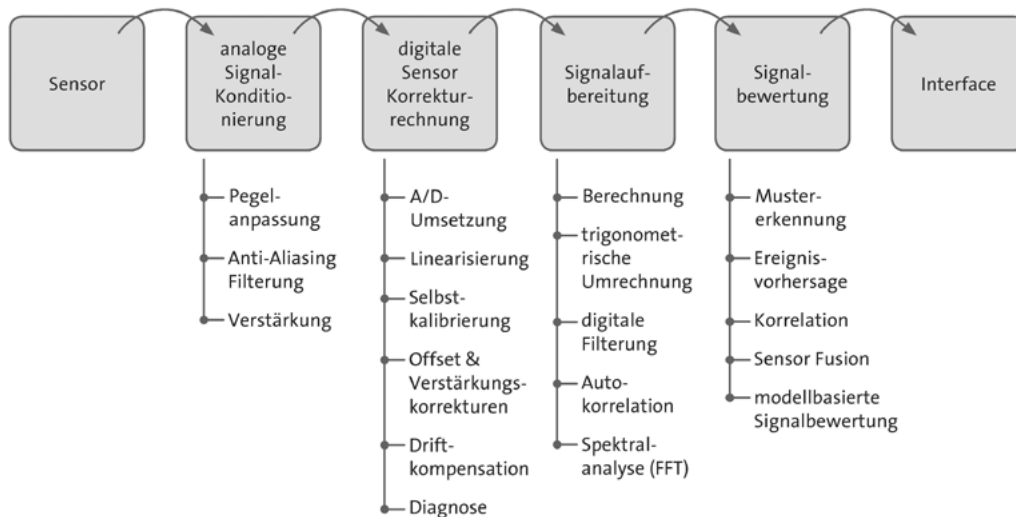 Sensor
analoge
Signal-
Konditio-
nierung
digitale
Sensor
Korrektur-
rechnung
Signalauf-
bereitung
Signal-
bewertung
Interface
Pegel-
anpassung
Anti-Aliasing
Filterung
Verstärkung
A/D-
Umsetzung
Linearisierung
Selbst-
kalibrierung
Offset &
Verstärkungs-
korrekturen
Drift-
kompensation
Diagnose
Berechnung
trigonomet-
rische
Umrechnung
digitale
Filterung
Auto-
korrelation
Spektral-
analyse (FFT)
Muster-
erkennung
Ereignis-
vorhersage
Korrelation
Sensor Fusion
modellbasierte
Signalbewertung